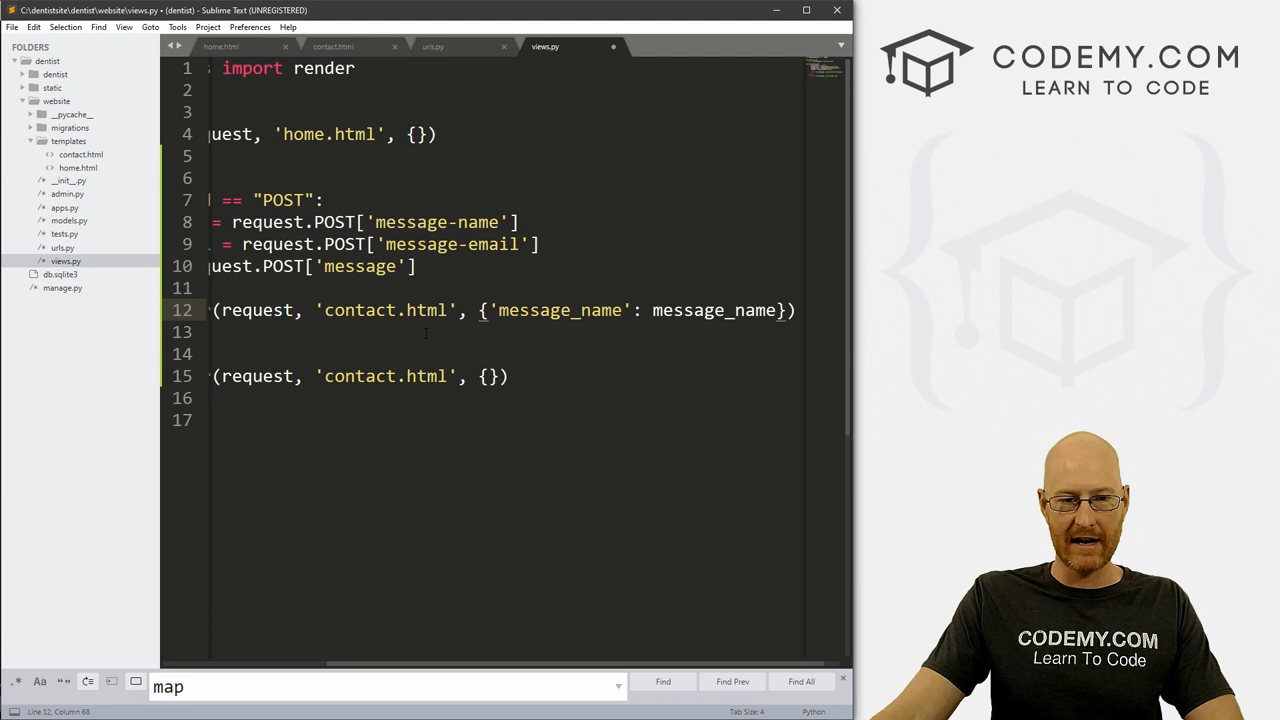 C:\dentistsite\dentist\website\views.py • (dentist) - Sublime Text (UNREGISTERED)
File Edit Selection Find View Goto Tools Project Preferences Help
FOLDERS
dentist
dentist
static
website
__pycache__
migrations
templates
contact.html
home.html
__init__.py
admin.py
apps.py
models.py
tests.py
urls.py
views.py
db.sqlite3
manage.py
home.html contact.html urls.py views.py
1 import render
2
3
4 uest, 'home.html', {})
5
6
7 == "POST":
8 = request.POST['message-name']
9 = request.POST['message-email']
10 uest.POST['message']
11
12 (request, 'contact.html', {'message_name': message_name})
13
14
15 (request, 'contact.html', {})
16
17
map
Find Find Prev Find All
Line 12, Column 68
Tab Size: 4 Python
CODEMY.COM
LEARN TO CODE
CODEMY.COM
Learn To Code